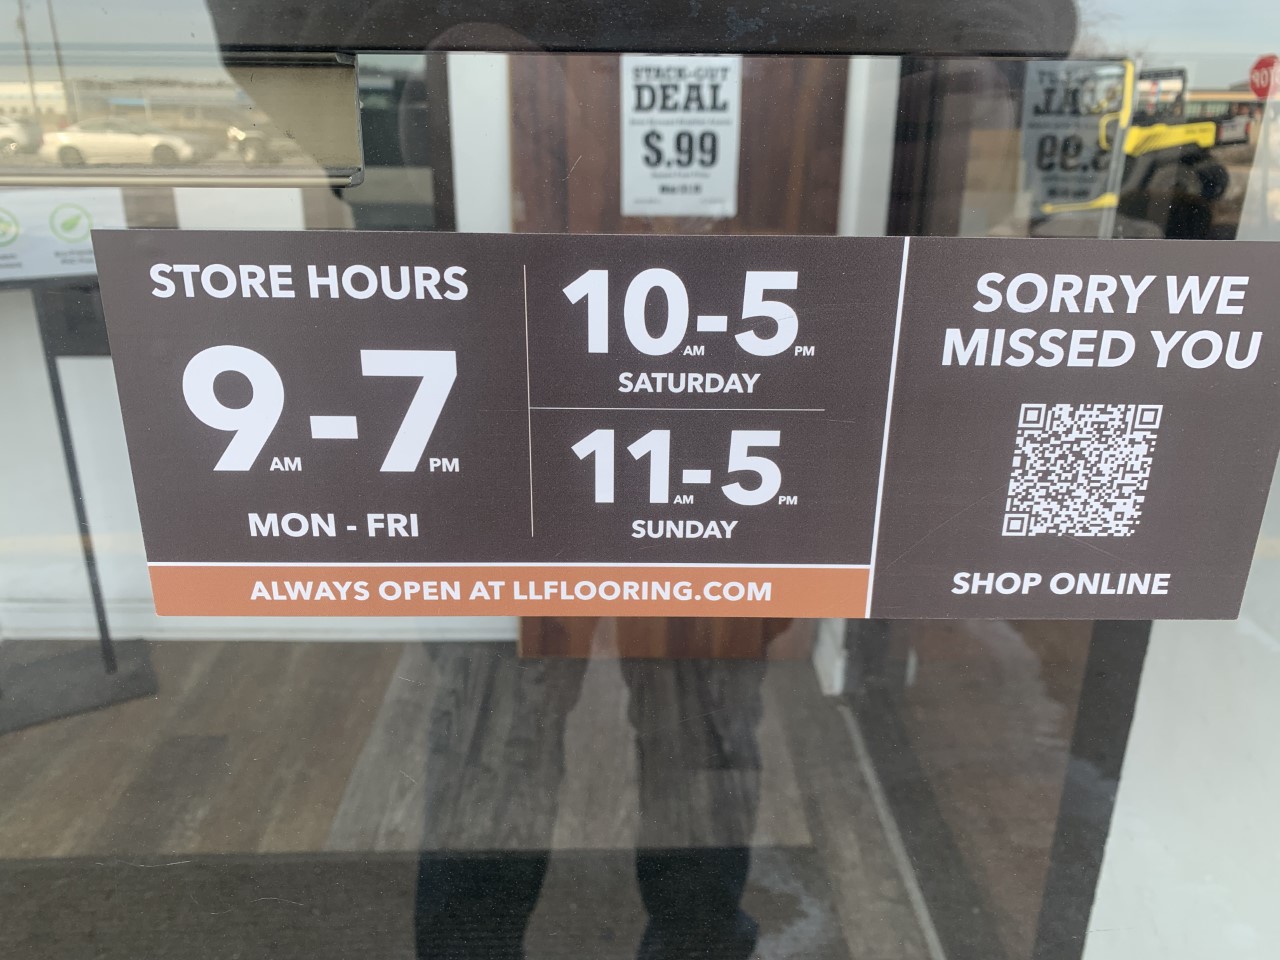 STACK-OUT
DEAL
$.99
STORE HOURS
9AM-7PM
MON - FRI
10AM-5PM
SATURDAY
11AM-5PM
SUNDAY
ALWAYS OPEN AT LLFLOORING.COM
SORRY WE
MISSED YOU
SHOP ONLINE